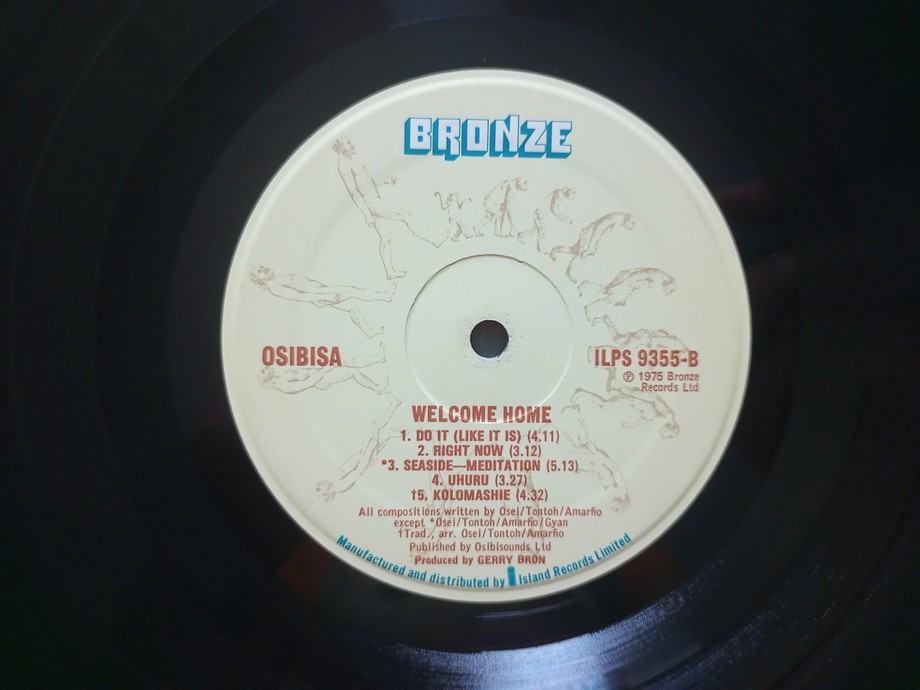 BRONZE
OSIBISA
ILPS 9355-B
℗ 1975 Bronze
Records Ltd
WELCOME HOME
1. DO IT (LIKE IT IS) (4.11)
2. RIGHT NOW (3.12)
*3. SEASIDE—MEDITATION (5.13)
4. UHURU (3.27)
†5. KOLOMASHIE (4.32)
All compositions written by Osei/Tontoh/Amarfio
except *Osei/Tontoh/Amarfio/Gyan
†Trad., arr. Osei/Tontoh/Amarfio
Published by Osibisounds Ltd
Produced by GERRY BRON
Manufactured and distributed by Island Records Limited